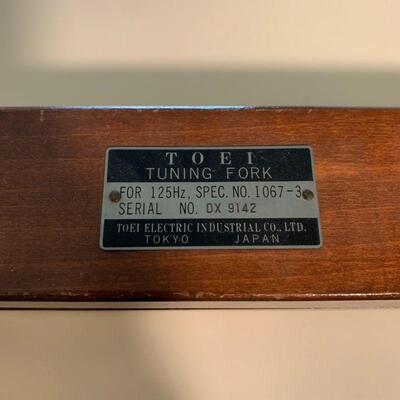 TOEI
TUNING FORK
FOR 125Hz, SPEC. NO. 1067-3
SERIAL NO. DX 9142
TOEI ELECTRIC INDUSTRIAL CO., LTD.
TOKYO JAPAN